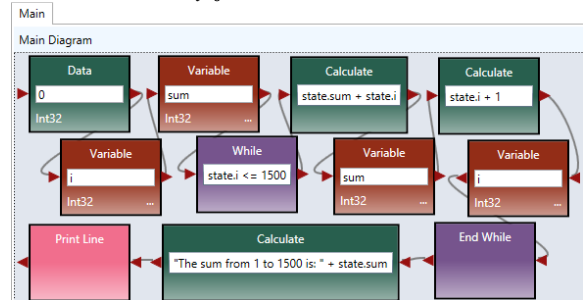 Main
Main Diagram
Data
0
Int32
Variable
sum
Int32 ...
Calculate
state.sum + state.i
Calculate
state.i + 1
Variable
i
Int32 ...
While
state.i <= 1500
Variable
sum
Int32 ...
Variable
i
Int32 ...
Print Line
Calculate
"The sum from 1 to 1500 is: " + state.sum
End While